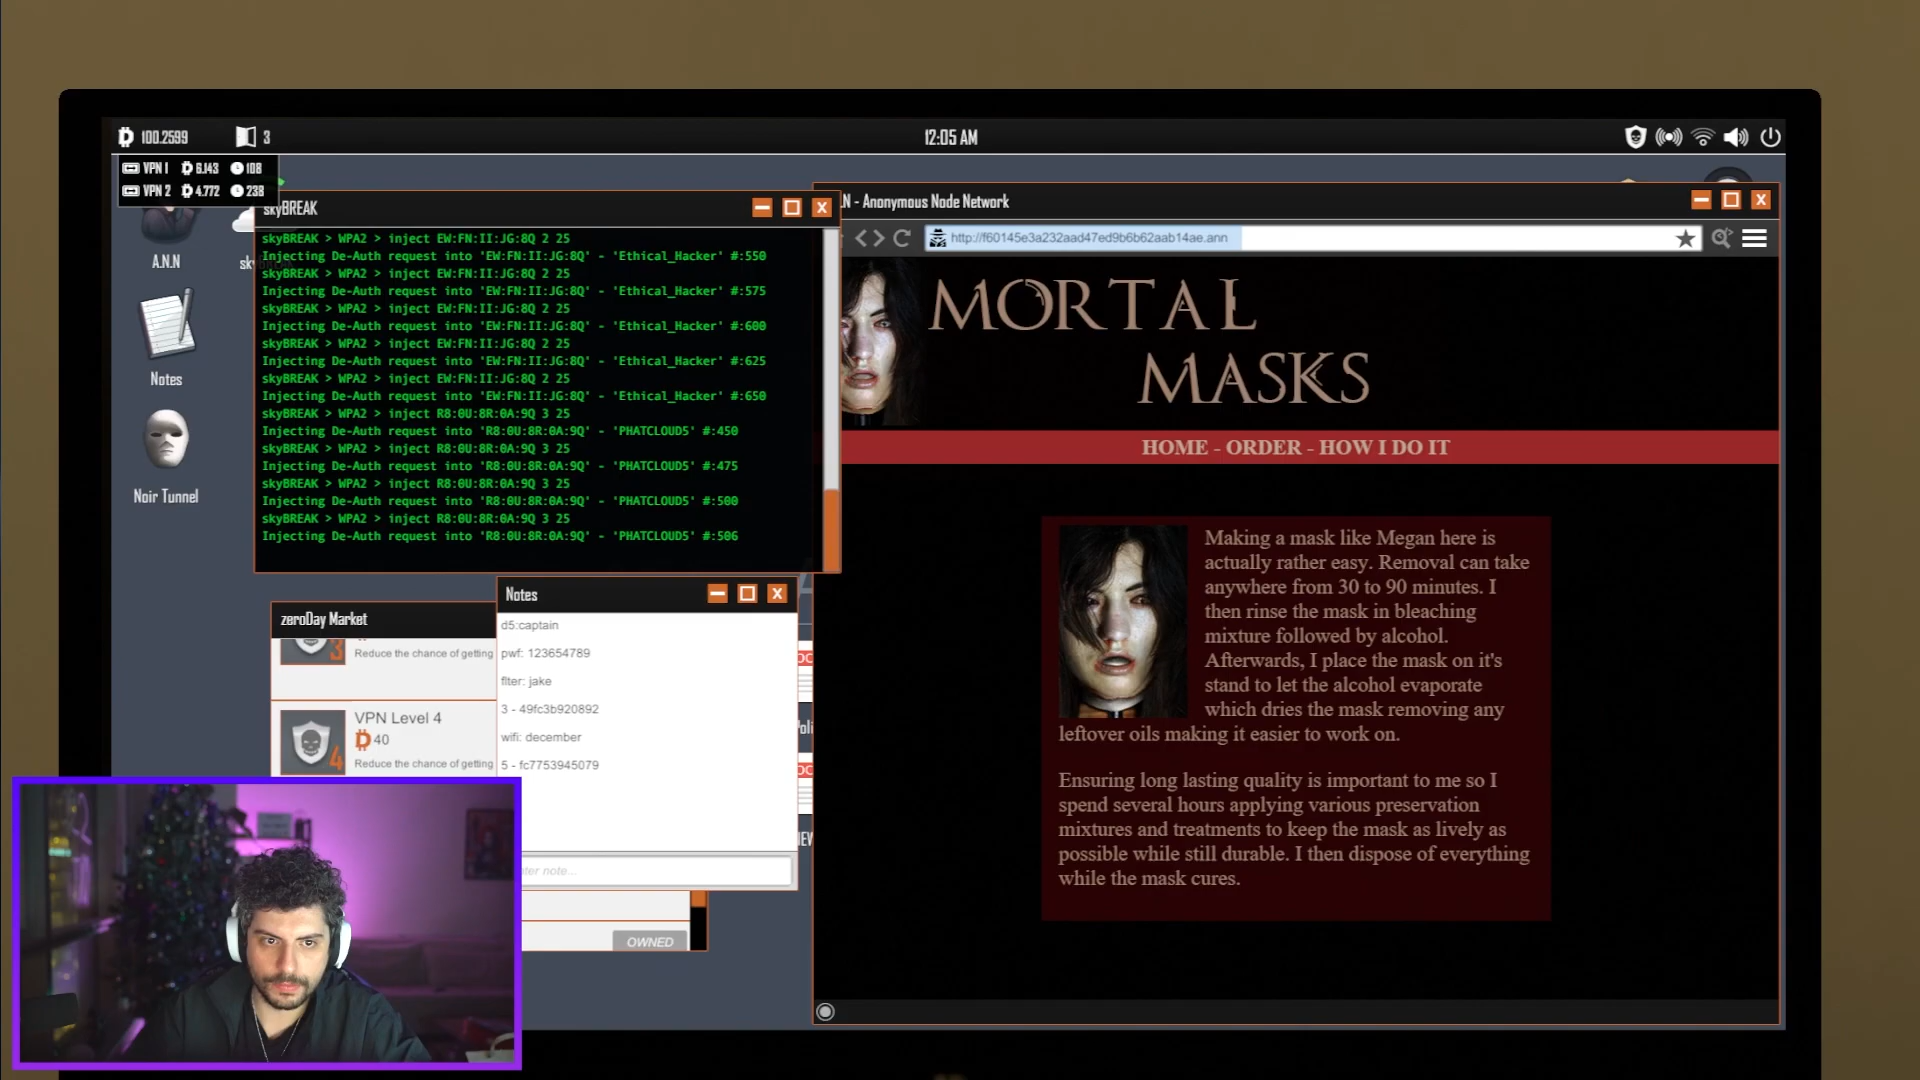 100.2599
3
12:05 AM
VPN 1 6.143 108
VPN 2 4.772 238
A.N.N
Notes
Noir Tunnel
skyBREAK
skyBREAK > WPA2 > inject EW:FN:II:JG:8Q 2 25
Injecting De-Auth request into 'EW:FN:II:JG:8Q' - 'Ethical_Hacker' #:550
skyBREAK > WPA2 > inject EW:FN:II:JG:8Q 2 25
Injecting De-Auth request into 'EW:FN:II:JG:8Q' - 'Ethical_Hacker' #:575
skyBREAK > WPA2 > inject EW:FN:II:JG:8Q 2 25
Injecting De-Auth request into 'EW:FN:II:JG:8Q' - 'Ethical_Hacker' #:600
skyBREAK > WPA2 > inject EW:FN:II:JG:8Q 2 25
Injecting De-Auth request into 'EW:FN:II:JG:8Q' - 'Ethical_Hacker' #:625
skyBREAK > WPA2 > inject EW:FN:II:JG:8Q 2 25
Injecting De-Auth request into 'EW:FN:II:JG:8Q' - 'Ethical_Hacker' #:650
skyBREAK > WPA2 > inject R8:0U:8R:0A:9Q 3 25
Injecting De-Auth request into 'R8:0U:8R:0A:9Q' - 'PHATCLOUD5' #:450
skyBREAK > WPA2 > inject R8:0U:8R:0A:9Q 3 25
Injecting De-Auth request into 'R8:0U:8R:0A:9Q' - 'PHATCLOUD5' #:475
skyBREAK > WPA2 > inject R8:0U:8R:0A:9Q 3 25
Injecting De-Auth request into 'R8:0U:8R:0A:9Q' - 'PHATCLOUD5' #:500
skyBREAK > WPA2 > inject R8:0U:8R:0A:9Q 3 25
Injecting De-Auth request into 'R8:0U:8R:0A:9Q' - 'PHATCLOUD5' #:506
zeroDay Market
3
Reduce the chance of getting
VPN Level 4
40
4
Reduce the chance of getting
OWNED
Notes
d5:captain
pwf: 123654789
flter: jake
3 - 49fc3b920892
wifi: december
5 - fc7753945079
note...
N - Anonymous Node Network
http://f60145e3a232aad47ed9b6b62aab14ae.ann
MORTAL
MASKS
HOME - ORDER - HOW I DO IT
Making a mask like Megan here is
actually rather easy. Removal can take
anywhere from 30 to 90 minutes. I
then rinse the mask in bleaching
mixture followed by alcohol.
Afterwards, I place the mask on it's
stand to let the alcohol evaporate
which dries the mask removing any
leftover oils making it easier to work on.
Ensuring long lasting quality is important to me so I
spend several hours applying various preservation
mixtures and treatments to keep the mask as lively as
possible while still durable. I then dispose of everything
while the mask cures.